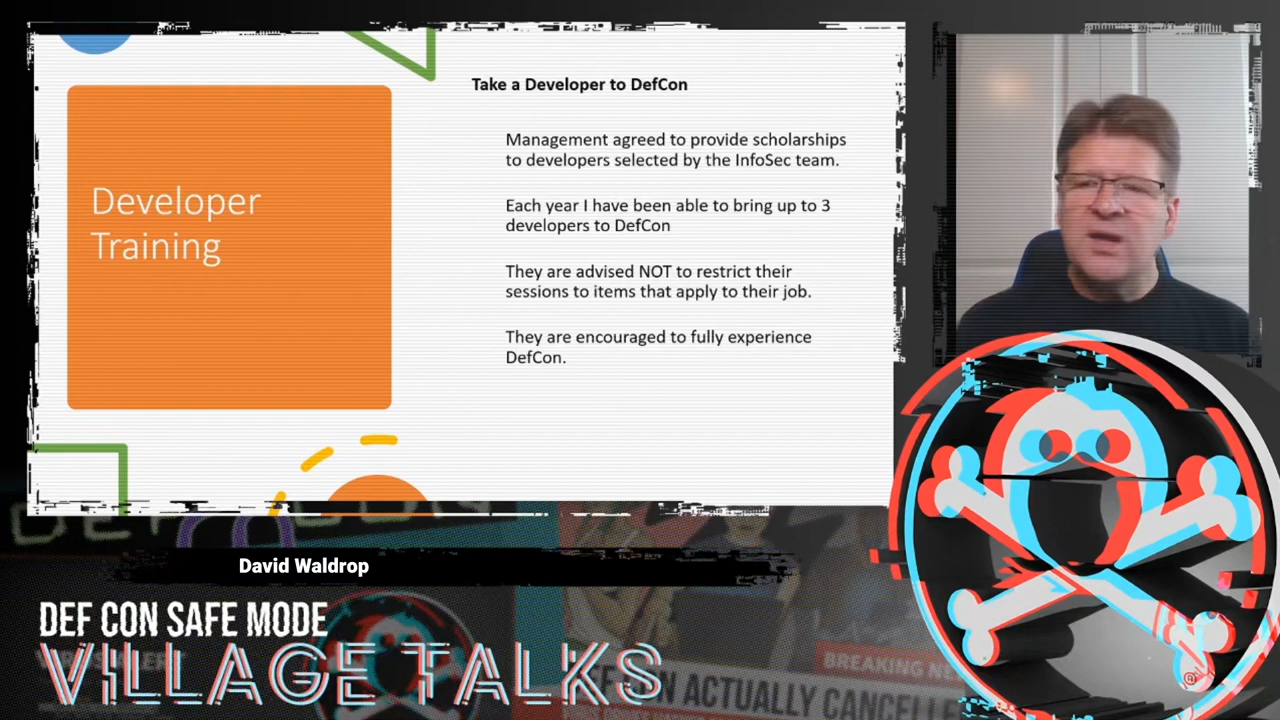 Developer
Training
Take a Developer to DefCon
Management agreed to provide scholarships
to developers selected by the InfoSec team.
Each year I have been able to bring up to 3
developers to DefCon
They are advised NOT to restrict their
sessions to items that apply to their job.
They are encouraged to fully experience
DefCon.
David Waldrop
DEF CON SAFE MODE
VILLAGE TALKS
BREAKING NE
ACTUALLY CANCELLE